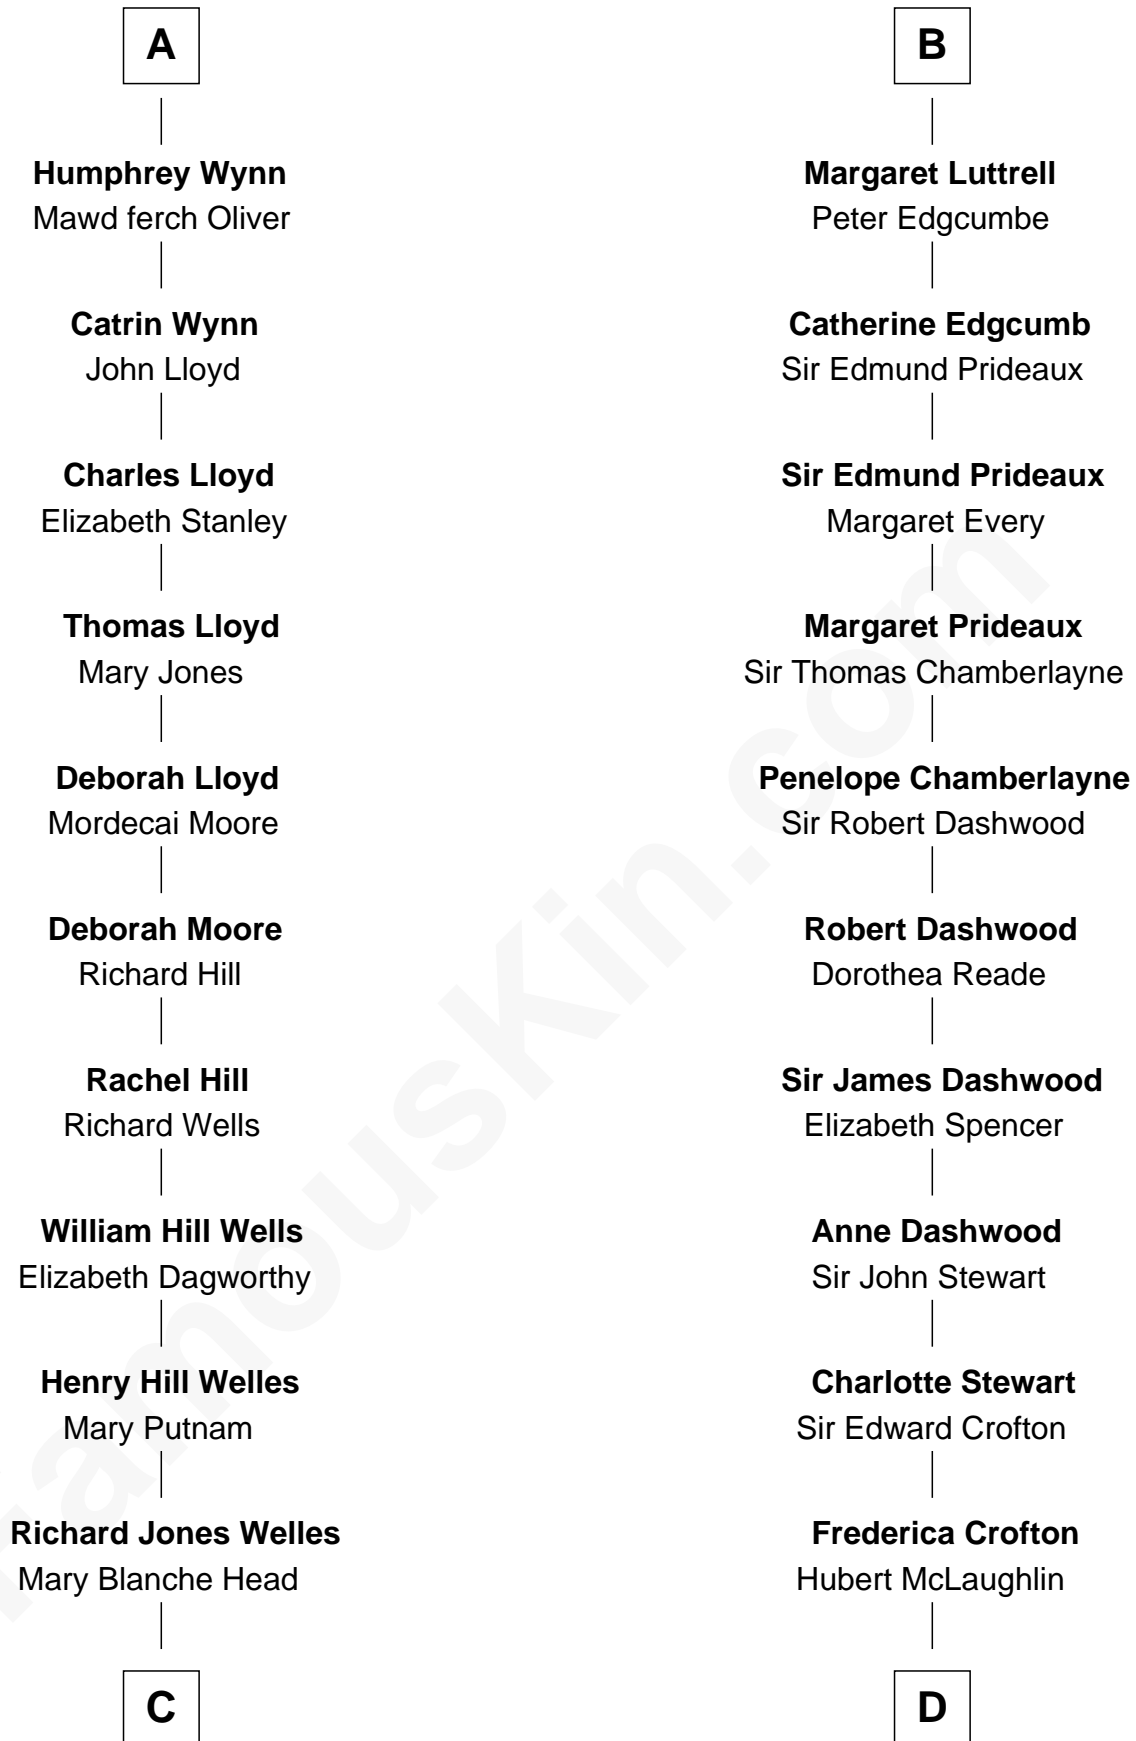 A
Humphrey Wynn
Mawd ferch Oliver
Catrin Wynn
John Lloyd
Charles Lloyd
Elizabeth Stanley
Thomas Lloyd
Mary Jones
Deborah Lloyd
Mordecai Moore
Deborah Moore
Richard Hill
Rachel Hill
Richard Wells
William Hill Wells
Elizabeth Dagworthy
Henry Hill Welles
Mary Putnam
Richard Jones Welles
Mary Blanche Head
C
B
Margaret Luttrell
Peter Edgcumbe
Catherine Edgcumb
Sir Edmund Prideaux
Sir Edmund Prideaux
Margaret Every
Margaret Prideaux
Sir Thomas Chamberlayne
Penelope Chamberlayne
Sir Robert Dashwood
Robert Dashwood
Dorothea Reade
Sir James Dashwood
Elizabeth Spencer
Anne Dashwood
Sir John Stewart
Charlotte Stewart
Sir Edward Crofton
Frederica Crofton
Hubert McLaughlin
D
FamousKin.com